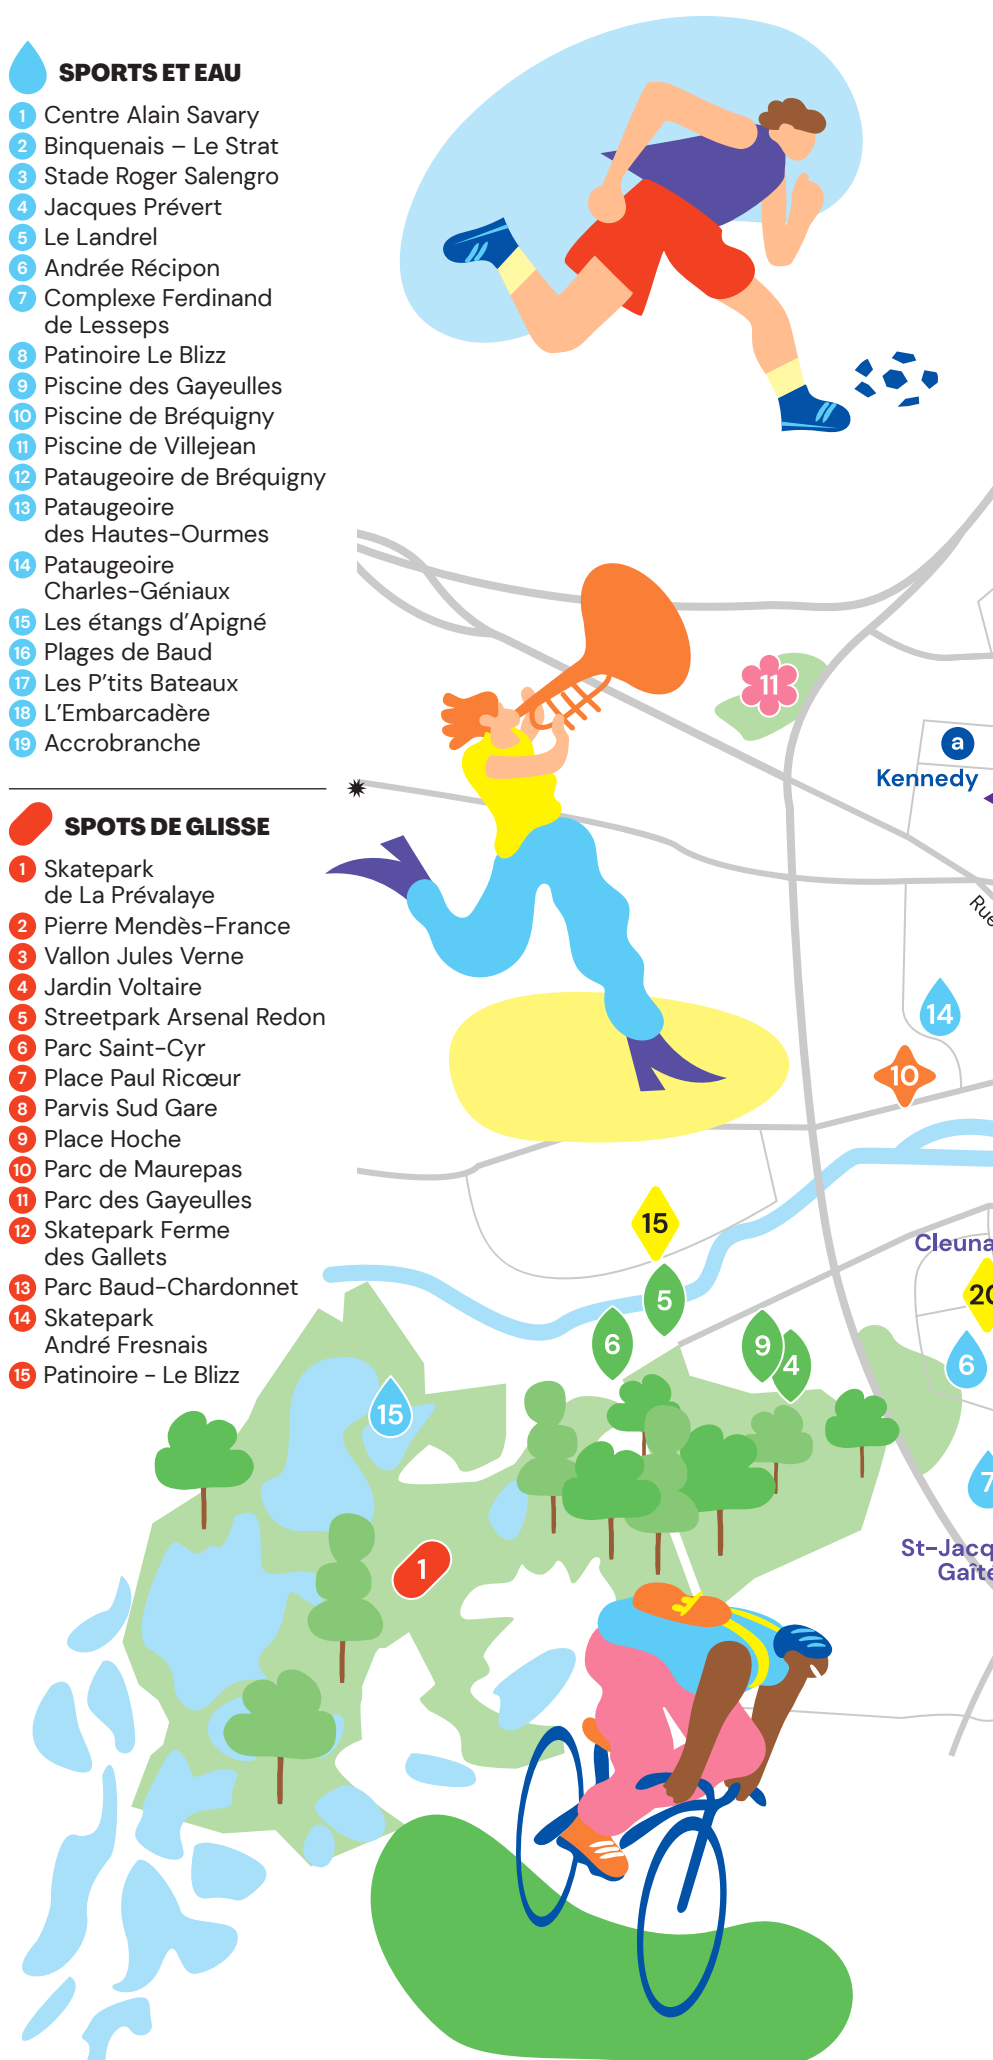 SPORTS ET EAU
1 Centre Alain Savary
2 Binquenais – Le Strat
3 Stade Roger Salengro
4 Jacques Prévert
5 Le Landrel
6 Andrée Récipon
7 Complexe Ferdinand
de Lesseps
8 Patinoire Le Blizz
9 Piscine des Gayeulles
10 Piscine de Bréquigny
11 Piscine de Villejean
12 Pataugeoire de Bréquigny
13 Pataugeoire
des Hautes-Ourmes
14 Pataugeoire
Charles-Géniaux
15 Les étangs d'Apigné
16 Plages de Baud
17 Les P'tits Bateaux
18 L'Embarcadère
19 Accrobranche
SPOTS DE GLISSE
1 Skatepark
de La Prévalaye
2 Pierre Mendès-France
3 Vallon Jules Verne
4 Jardin Voltaire
5 Streetpark Arsenal Redon
6 Parc Saint-Cyr
7 Place Paul Ricœur
8 Parvis Sud Gare
9 Place Hoche
10 Parc de Maurepas
11 Parc des Gayeulles
12 Skatepark Ferme
des Gallets
13 Parc Baud-Chardonnet
14 Skatepark
André Fresnais
15 Patinoire - Le Blizz
11
a
Kennedy
Rue
14
10
15
Cleuna
5
20
6
9
4
6
15
7
St-Jacq
Gaîté
1